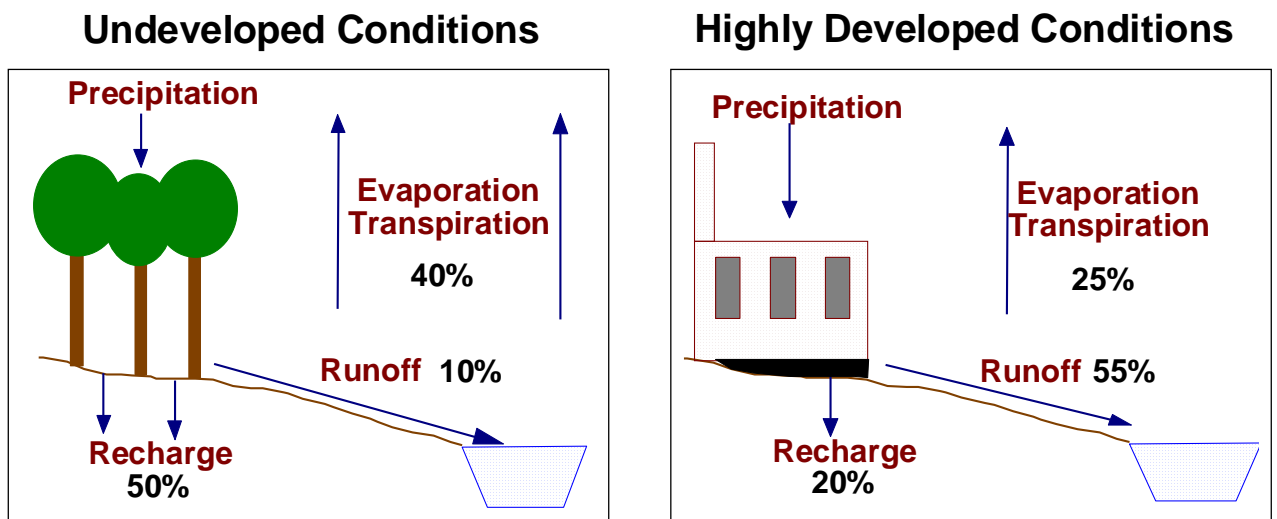 Undeveloped Conditions
Precipitation
Evaporation
Transpiration
40%
Runoff 10%
Recharge
50%
Highly Developed Conditions
Precipitation
Evaporation
Transpiration
25%
Runoff 55%
Recharge
20%